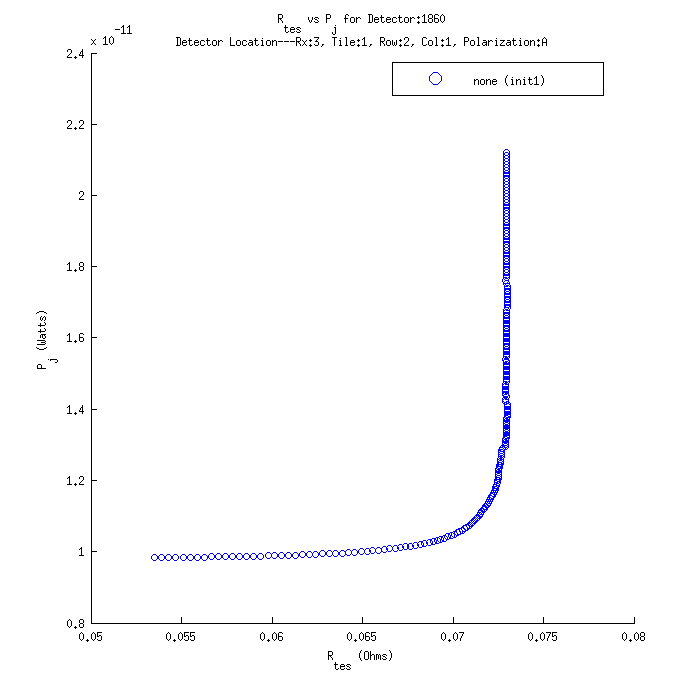 R_tes vs P_j for Detector:1860
Detector Location---Rx:3, Tile:1, Row:2, Col:1, Polarization:A
x 10^-11
none (init1)
2.4
2.2
2
1.8
1.6
1.4
1.2
1
0.8
P_j (Watts)
0.05 0.055 0.06 0.065 0.07 0.075 0.08
R_tes (Ohms)